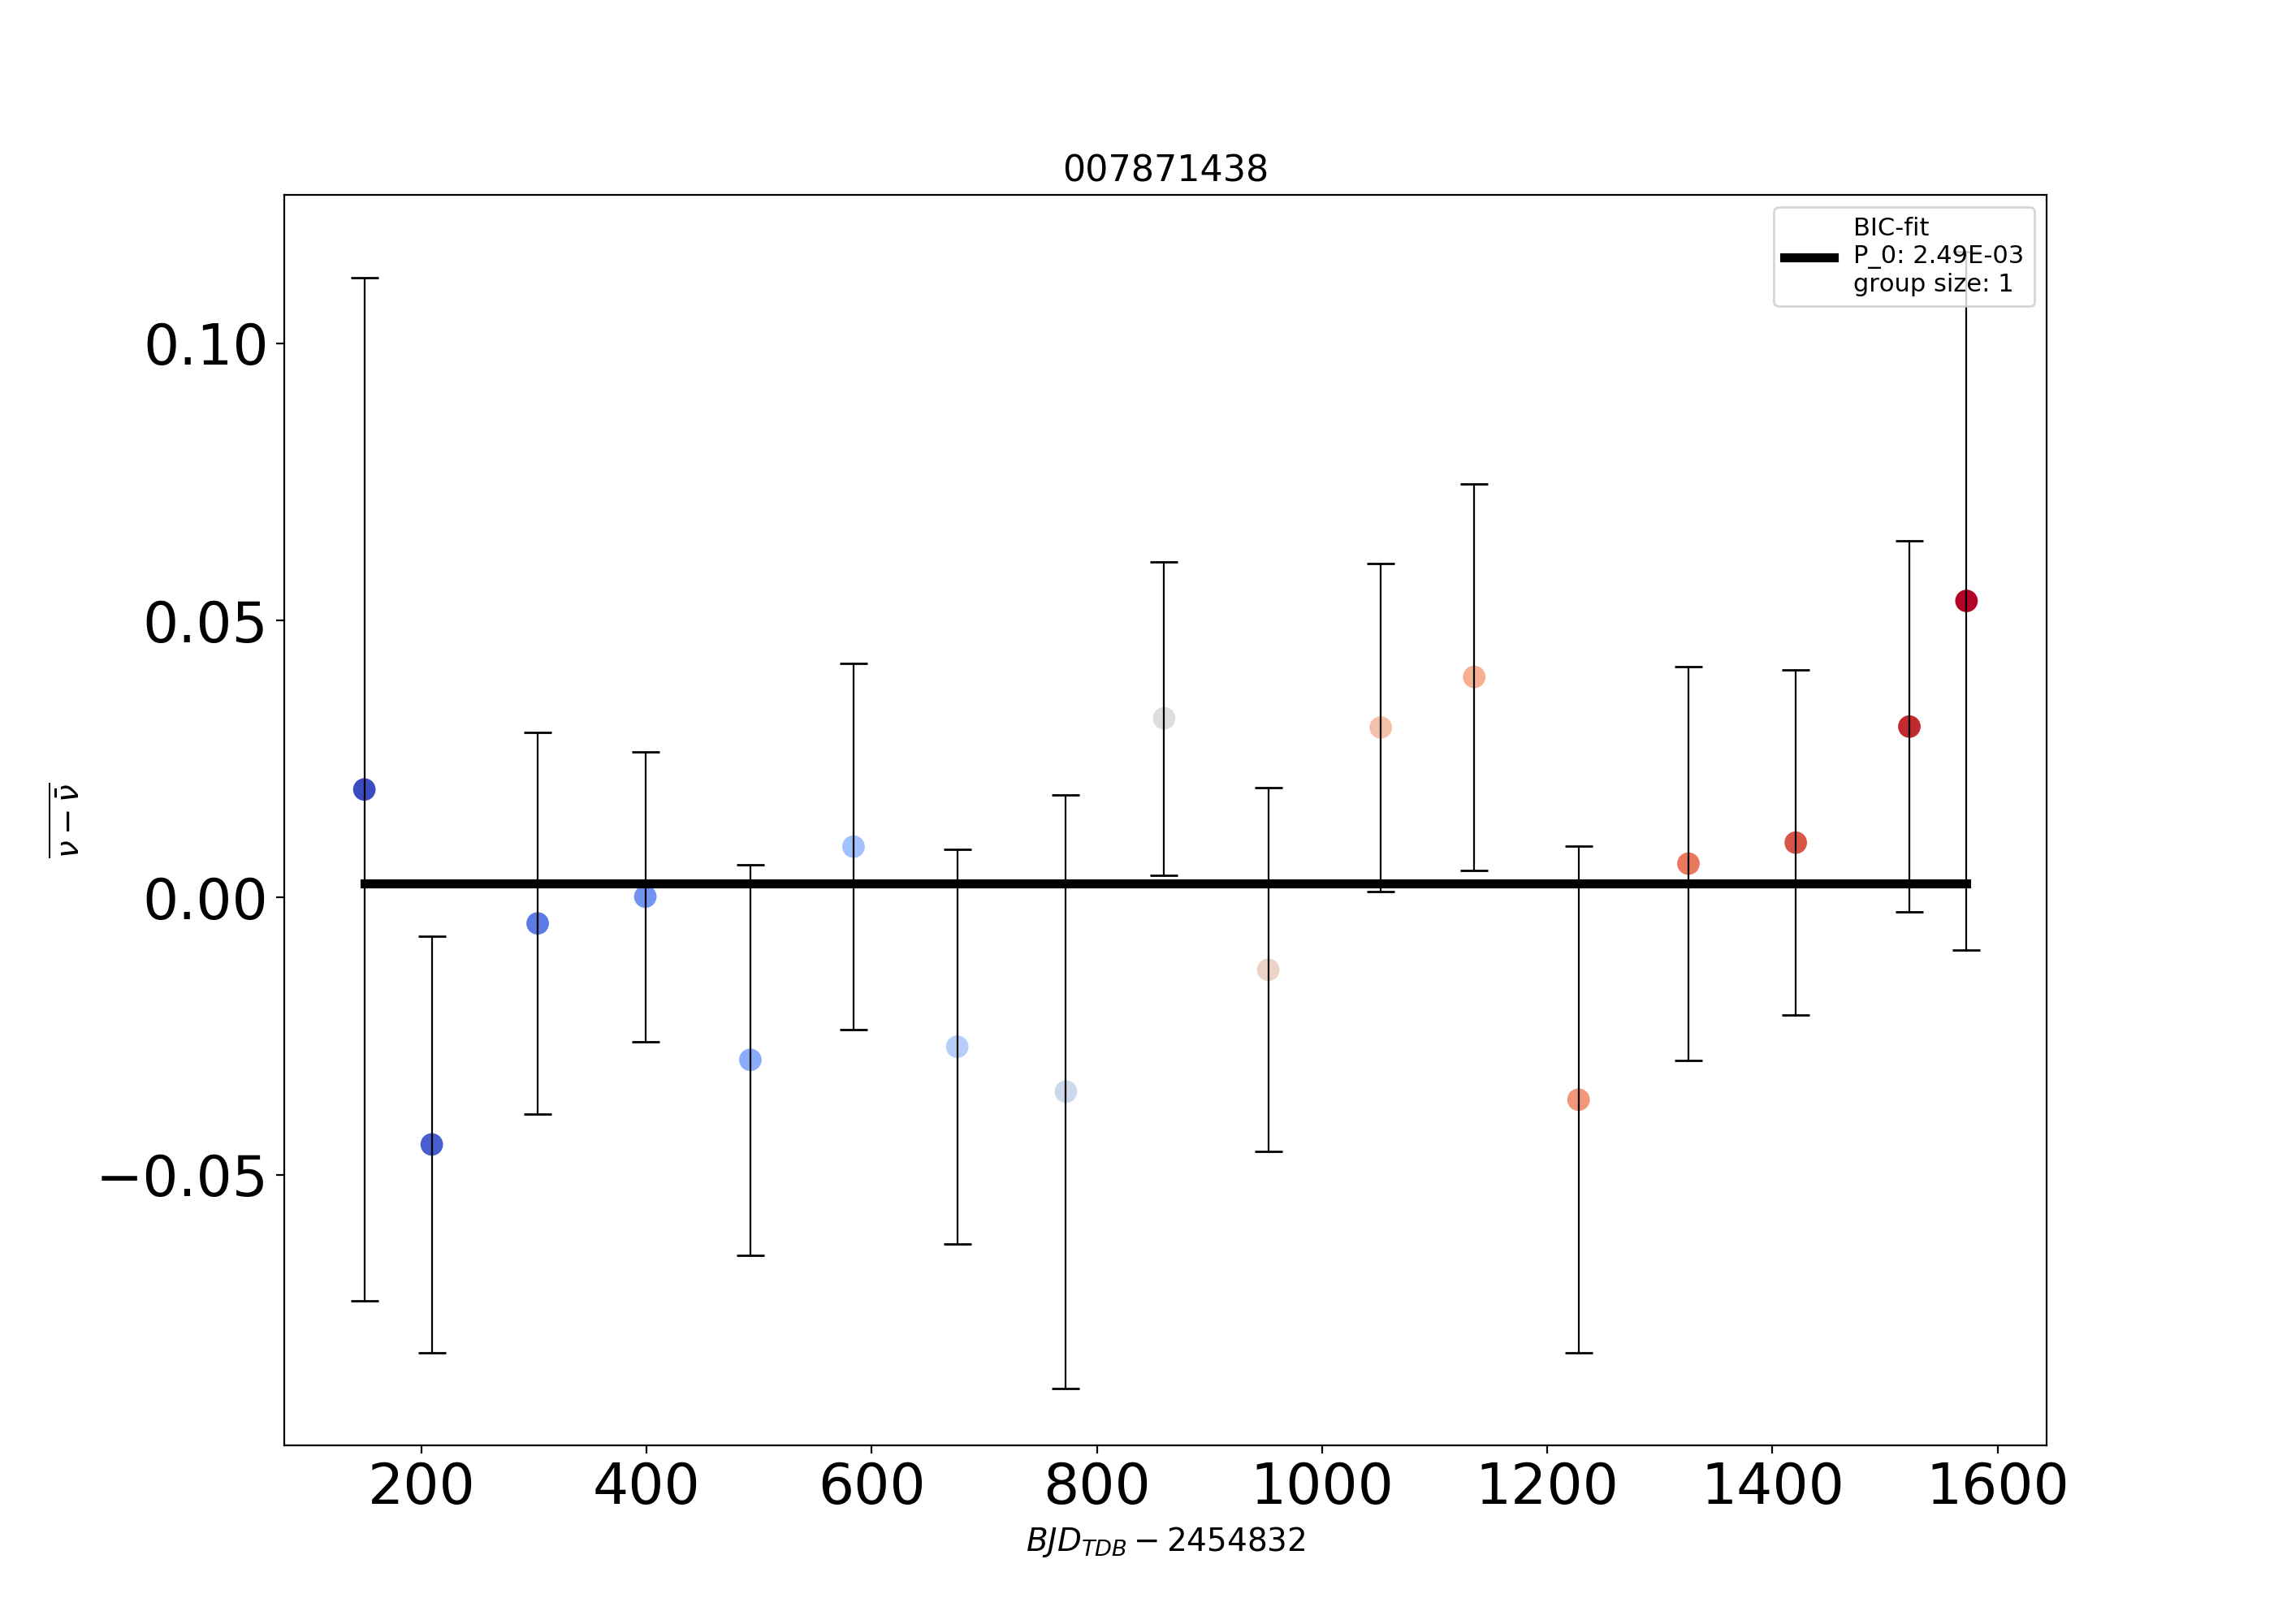 007871438
BIC-fit
P_0: 2.49E-03
group size: 1
0.10
0.05
0.00
−0.05
ν − ν̄
200 400 600 800 1000 1200 1400 1600
BJD_TDB − 2454832